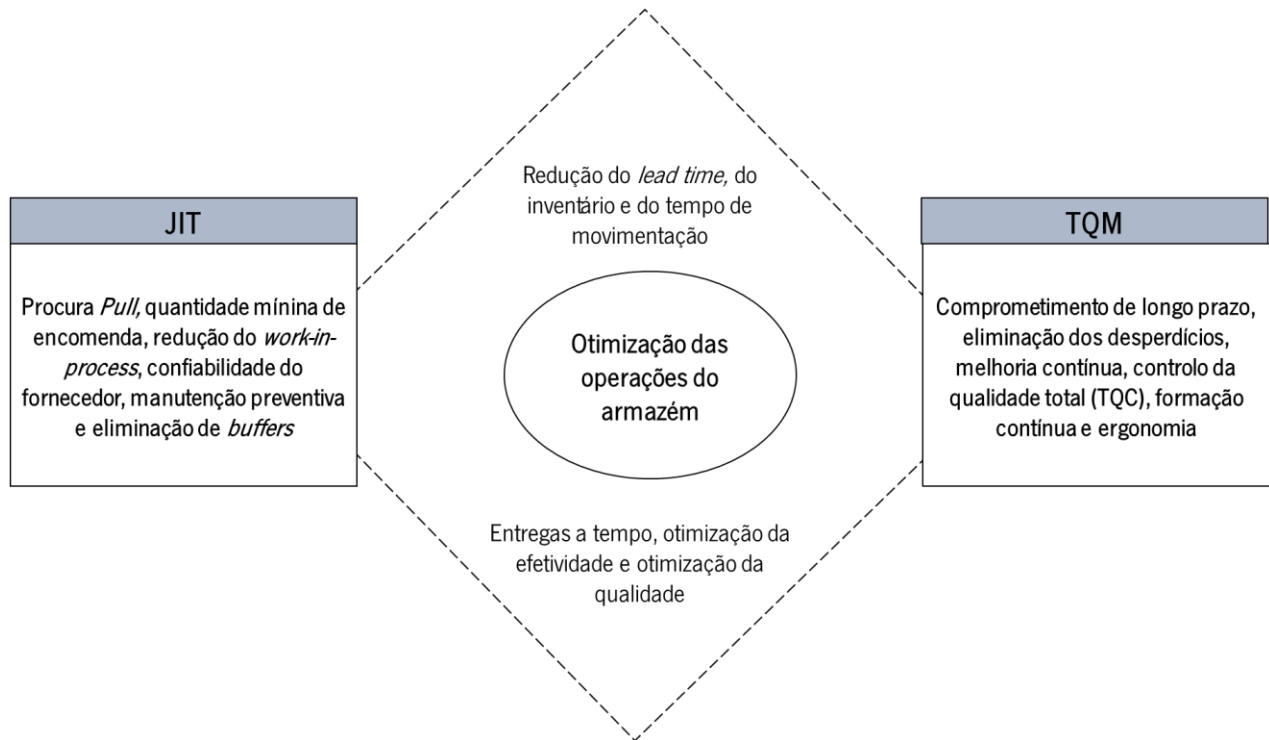 Redução do lead time, do
inventário e do tempo de
movimentação
JIT
Procura Pull, quantidade mínina de
encomenda, redução do work-in-
process, confiabilidade do
fornecedor, manutenção preventiva
e eliminação de buffers
Otimização das
operações do
armazém
TQM
Comprometimento de longo prazo,
eliminação dos desperdícios,
melhoria contínua, controlo da
qualidade total (TQC), formação
contínua e ergonomia
Entregas a tempo, otimização da
efetividade e otimização da
qualidade